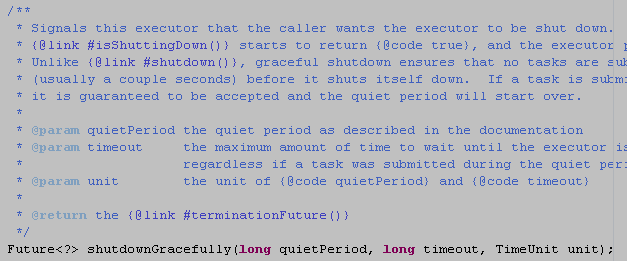 /**
 * Signals this executor that the caller wants the executor to be shut down.
 * {@link #isShuttingDown()} starts to return {@code true}, and the executor
 * Unlike {@link #shutdown()}, graceful shutdown ensures that no tasks are
 * (usually a couple seconds) before it shuts itself down.  If a task is
 * it is guaranteed to be accepted and the quiet period will start over.
 *
 * @param quietPeriod the quiet period as described in the documentation
 * @param timeout     the maximum amount of time to wait until the executor is
 *                    regardless if a task was submitted during the quiet
 * @param unit        the unit of {@code quietPeriod} and {@code timeout}
 *
 * @return the {@link #terminationFuture()}
 */
Future<?> shutdownGracefully(long quietPeriod, long timeout, TimeUnit unit);